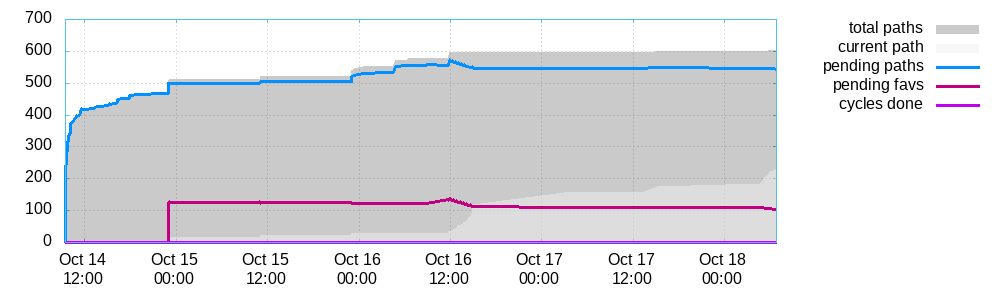 700
600
500
400
300
200
100
0
Oct 14 Oct 15 Oct 15 Oct 16 Oct 16 Oct 17 Oct 17 Oct 18
12:00 00:00 12:00 00:00 12:00 00:00 12:00 00:00
total paths
current path
pending paths
pending favs
cycles done